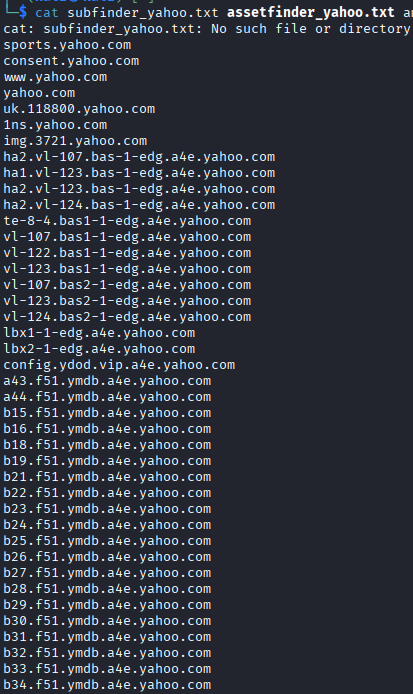 $ cat subfinder_yahoo.txt assetfinder_yahoo.txt a
cat: subfinder_yahoo.txt: No such file or directory
sports.yahoo.com
consent.yahoo.com
www.yahoo.com
yahoo.com
uk.118800.yahoo.com
1ns.yahoo.com
img.3721.yahoo.com
ha2.vl-107.bas-1-edg.a4e.yahoo.com
ha1.vl-123.bas-1-edg.a4e.yahoo.com
ha2.vl-123.bas-1-edg.a4e.yahoo.com
ha2.vl-124.bas-1-edg.a4e.yahoo.com
te-8-4.bas1-1-edg.a4e.yahoo.com
vl-107.bas1-1-edg.a4e.yahoo.com
vl-122.bas1-1-edg.a4e.yahoo.com
vl-123.bas1-1-edg.a4e.yahoo.com
vl-107.bas2-1-edg.a4e.yahoo.com
vl-123.bas2-1-edg.a4e.yahoo.com
vl-124.bas2-1-edg.a4e.yahoo.com
lbx1-1-edg.a4e.yahoo.com
lbx2-1-edg.a4e.yahoo.com
config.ydod.vip.a4e.yahoo.com
a43.f51.ymdb.a4e.yahoo.com
a44.f51.ymdb.a4e.yahoo.com
b15.f51.ymdb.a4e.yahoo.com
b16.f51.ymdb.a4e.yahoo.com
b18.f51.ymdb.a4e.yahoo.com
b19.f51.ymdb.a4e.yahoo.com
b21.f51.ymdb.a4e.yahoo.com
b22.f51.ymdb.a4e.yahoo.com
b23.f51.ymdb.a4e.yahoo.com
b24.f51.ymdb.a4e.yahoo.com
b25.f51.ymdb.a4e.yahoo.com
b26.f51.ymdb.a4e.yahoo.com
b27.f51.ymdb.a4e.yahoo.com
b28.f51.ymdb.a4e.yahoo.com
b29.f51.ymdb.a4e.yahoo.com
b30.f51.ymdb.a4e.yahoo.com
b31.f51.ymdb.a4e.yahoo.com
b32.f51.ymdb.a4e.yahoo.com
b33.f51.ymdb.a4e.yahoo.com
b34.f51.ymdb.a4e.yahoo.com